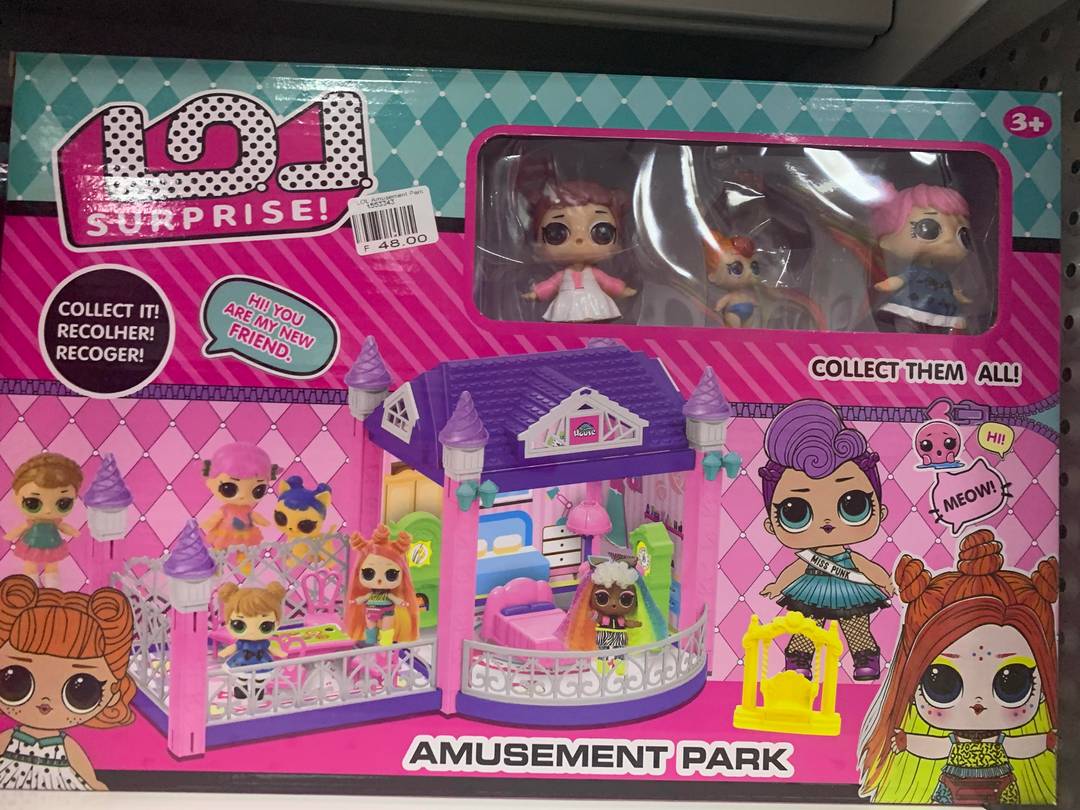 L.O.J.
SURPRISE!
3+
LOL Amusement Park
F 48.00
COLLECT IT!
RECOLHER!
RECOGER!
HI! YOU
ARE MY NEW
FRIEND.
COLLECT THEM ALL!
HOUSE
HI!
MEOW!
MISS PUNK
AMUSEMENT PARK